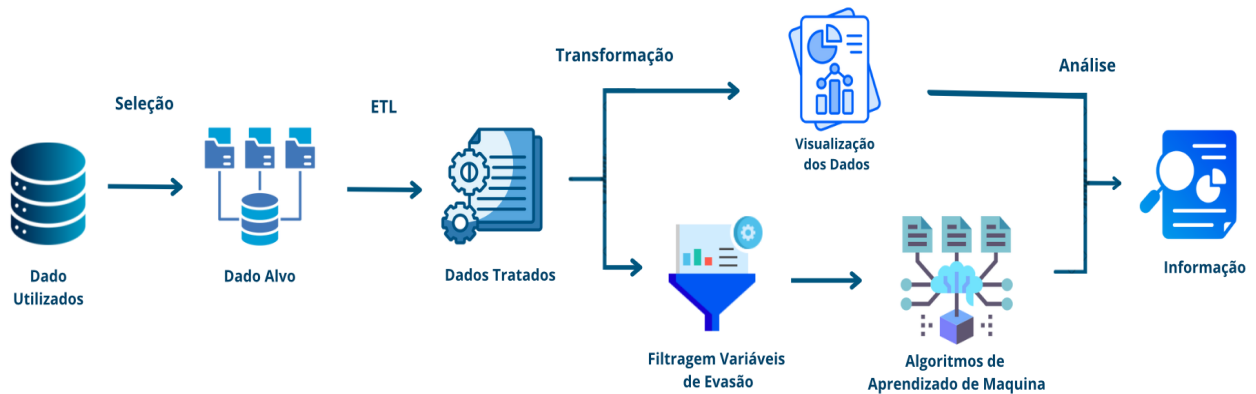 Seleção
ETL
Transformação
Análise
Dado
Utilizados
Dado Alvo
Dados Tratados
Visualização
dos Dados
Filtragem Variáveis
de Evasão
Algoritmos de
Aprendizado de Maquina
Informação